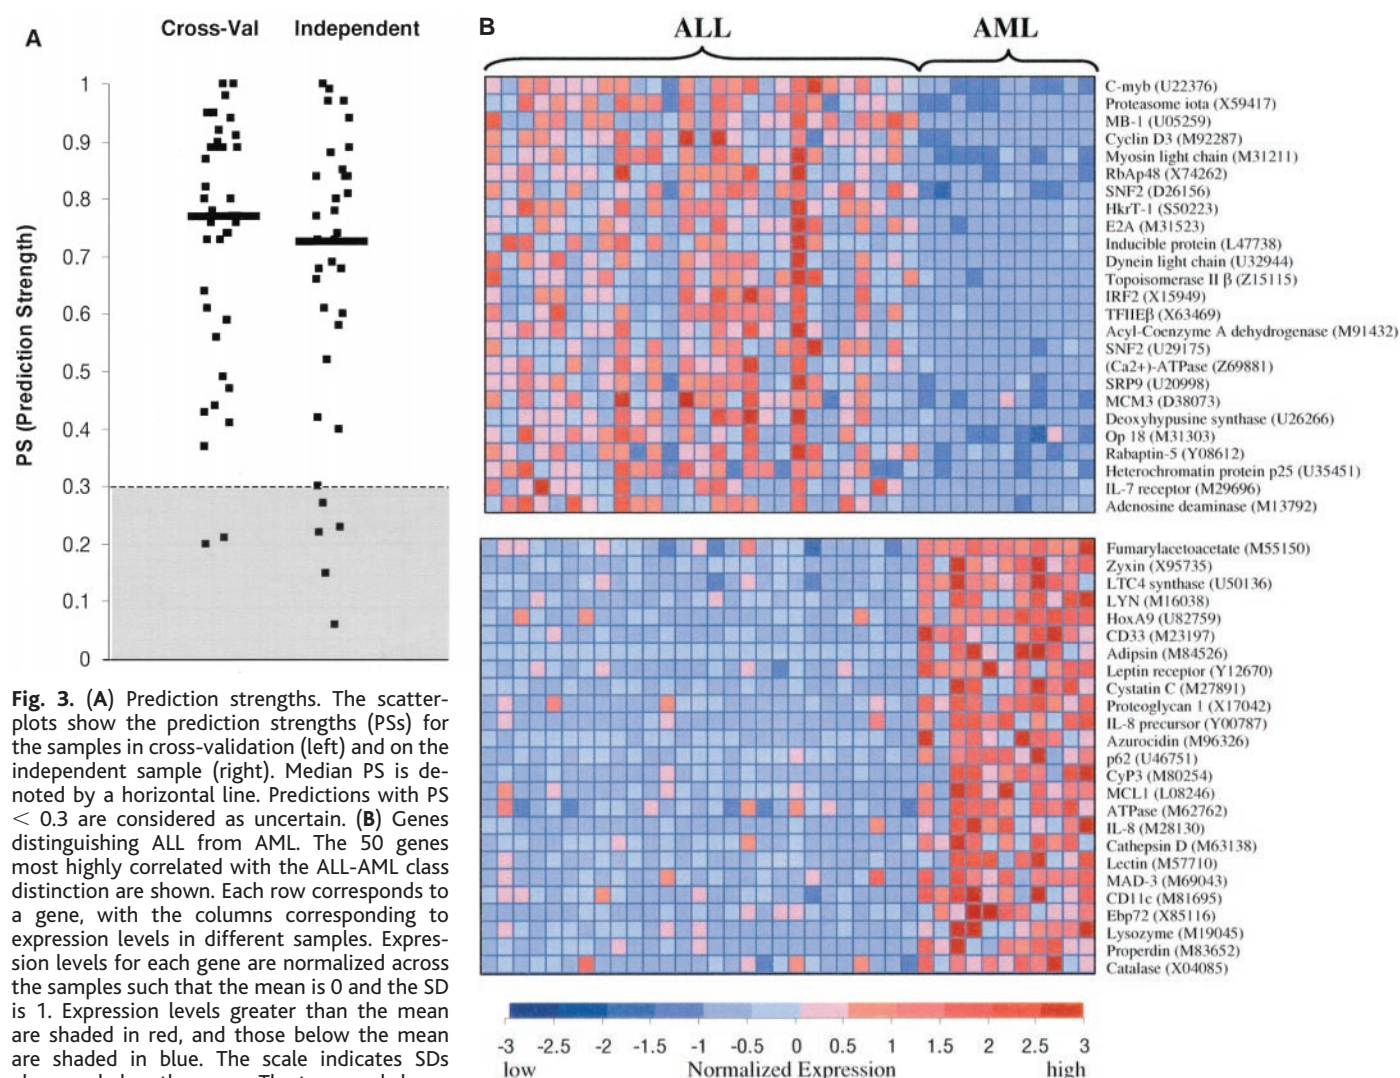 A
Cross-Val Independent
PS (Prediction Strength)
1
0.9
0.8
0.7
0.6
0.5
0.4
0.3
0.2
0.1
0
Fig. 3. (A) Prediction strengths. The scatter-
plots show the prediction strengths (PSs) for
the samples in cross-validation (left) and on the
independent sample (right). Median PS is de-
noted by a horizontal line. Predictions with PS
< 0.3 are considered as uncertain. (B) Genes
distinguishing ALL from AML. The 50 genes
most highly correlated with the ALL-AML class
distinction are shown. Each row corresponds to
a gene, with the columns corresponding to
expression levels in different samples. Expres-
sion levels for each gene are normalized across
the samples such that the mean is 0 and the SD
is 1. Expression levels greater than the mean
are shaded in red, and those below the mean
are shaded in blue. The scale indicates SDs
B
ALL AML
C-myb (U22376)
Proteasome iota (X59417)
MB-1 (U05259)
Cyclin D3 (M92287)
Myosin light chain (M31211)
RbAp48 (X74262)
SNF2 (D26156)
HkrT-1 (S50223)
E2A (M31523)
Inducible protein (L47738)
Dynein light chain (U32944)
Topoisomerase II β (Z15115)
IRF2 (X15949)
TFIIEβ (X63469)
Acyl-Coenzyme A dehydrogenase (M91432)
SNF2 (U29175)
(Ca2+)-ATPase (Z69881)
SRP9 (U20998)
MCM3 (D38073)
Deoxyhypusine synthase (U26266)
Op 18 (M31303)
Rabaptin-5 (Y08612)
Heterochromatin protein p25 (U35451)
IL-7 receptor (M29696)
Adenosine deaminase (M13792)
Fumarylacetoacetate (M55150)
Zyxin (X95735)
LTC4 synthase (U50136)
LYN (M16038)
HoxA9 (U82759)
CD33 (M23197)
Adipsin (M84526)
Leptin receptor (Y12670)
Cystatin C (M27891)
Proteoglycan 1 (X17042)
IL-8 precursor (Y00787)
Azurocidin (M96326)
p62 (U46751)
CyP3 (M80254)
MCL1 (L08246)
ATPase (M62762)
IL-8 (M28130)
Cathepsin D (M63138)
Lectin (M57710)
MAD-3 (M69043)
CD11c (M81695)
Ebp72 (X85116)
Lysozyme (M19045)
Properdin (M83652)
Catalase (X04085)
-3 -2.5 -2 -1.5 -1 -0.5 0 0.5 1 1.5 2 2.5 3
low Normalized Expression high